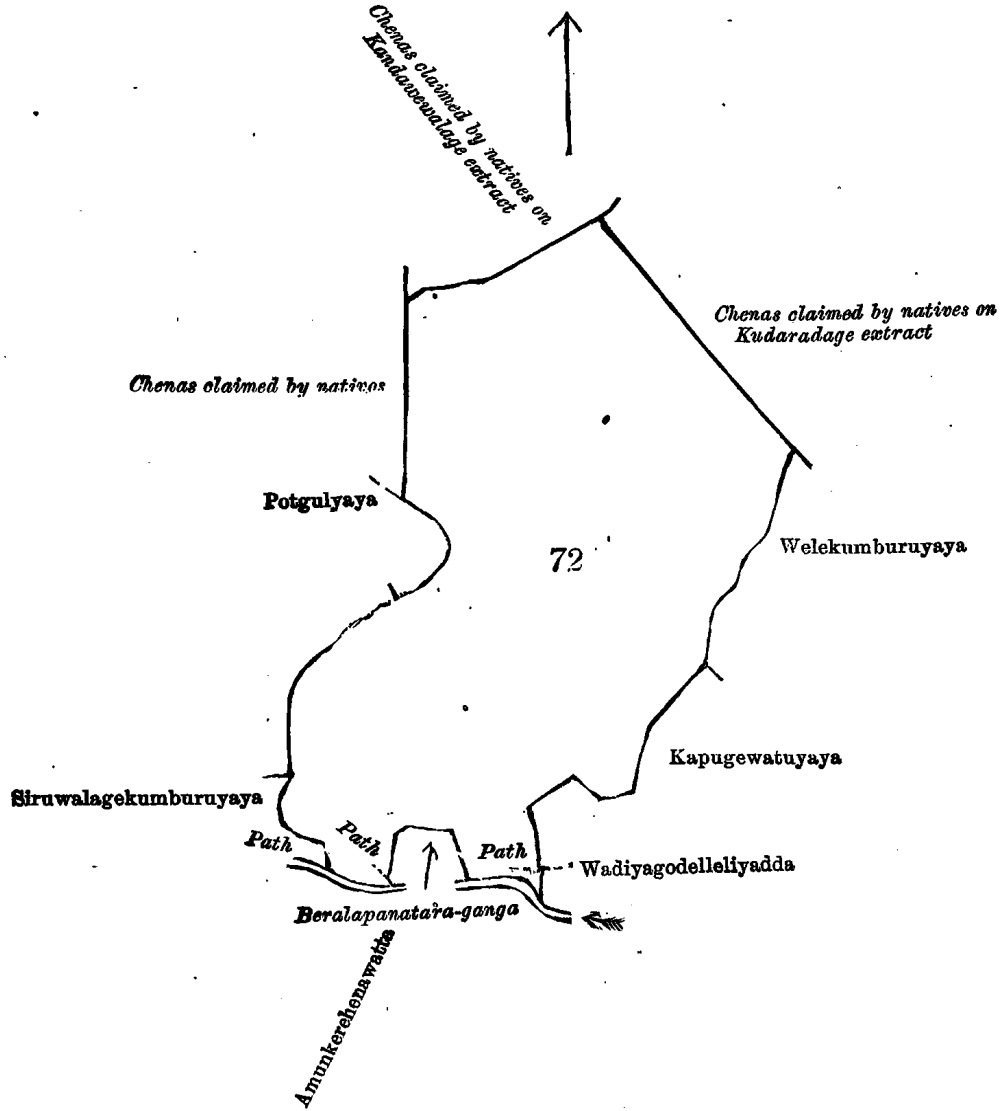 Chenas claimed by natives on
Kandawewalage extract
Chenas claimed by natives on
Kudaradage extract
Chenas claimed by natives
Potgulyaya
72
Welekumburuyaya
Kapugewatuyaya
Siruwalagekumburuyaya
Path
Path
Path
Wadiyagodelleliyadda
Beralapanatara-ganga
Amunkerehenawatta